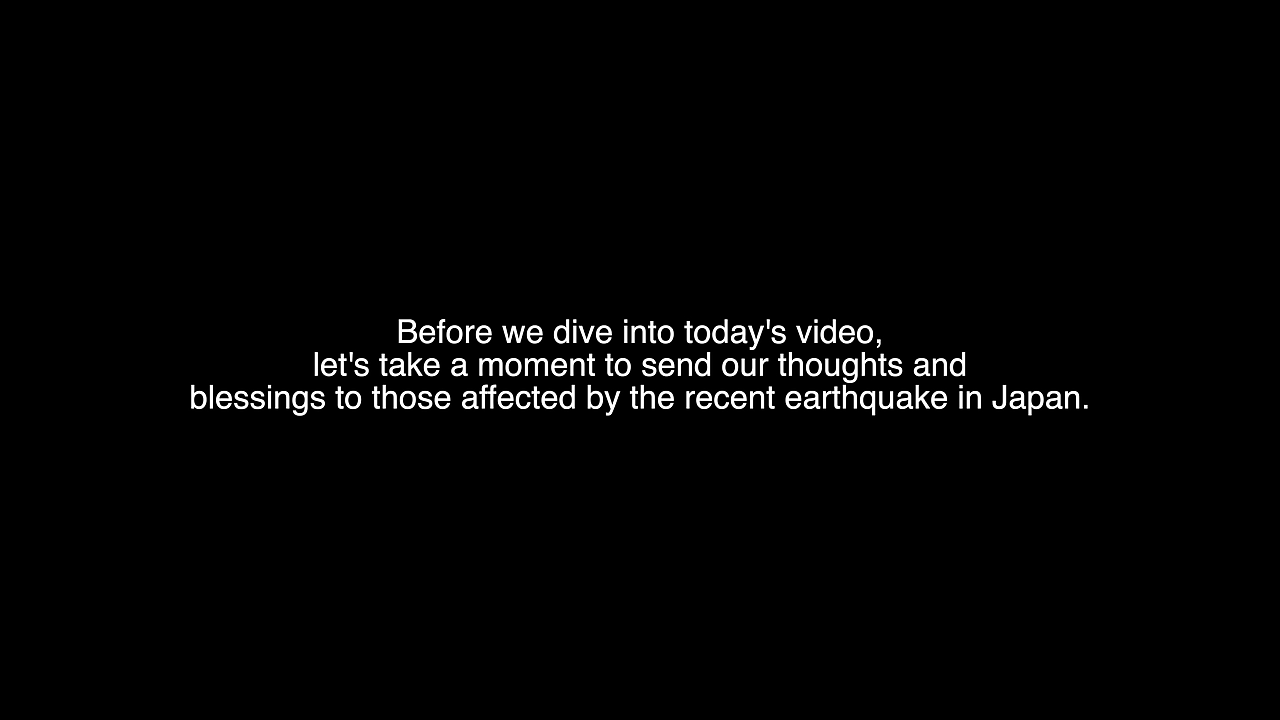 Before we dive into today's video,
let's take a moment to send our thoughts and
blessings to those affected by the recent earthquake in Japan.